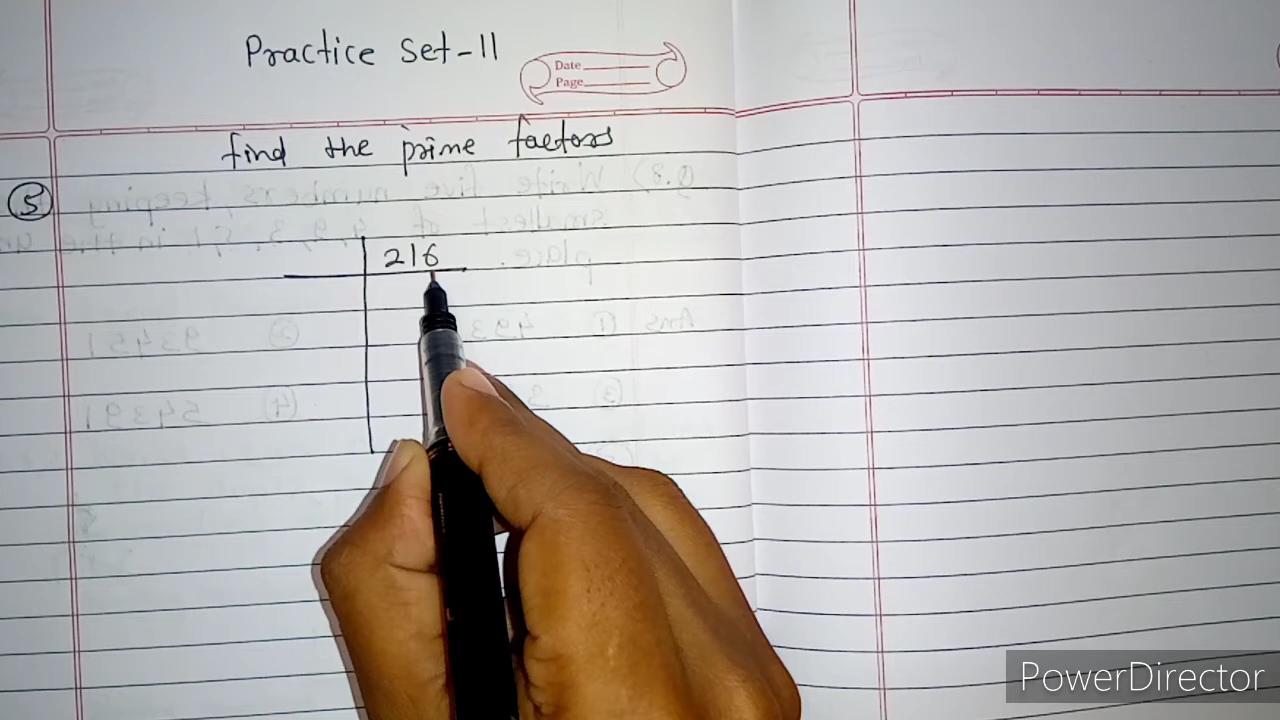 Practice Set-11
Date
Page
find the prime factors
5
216
PowerDirector